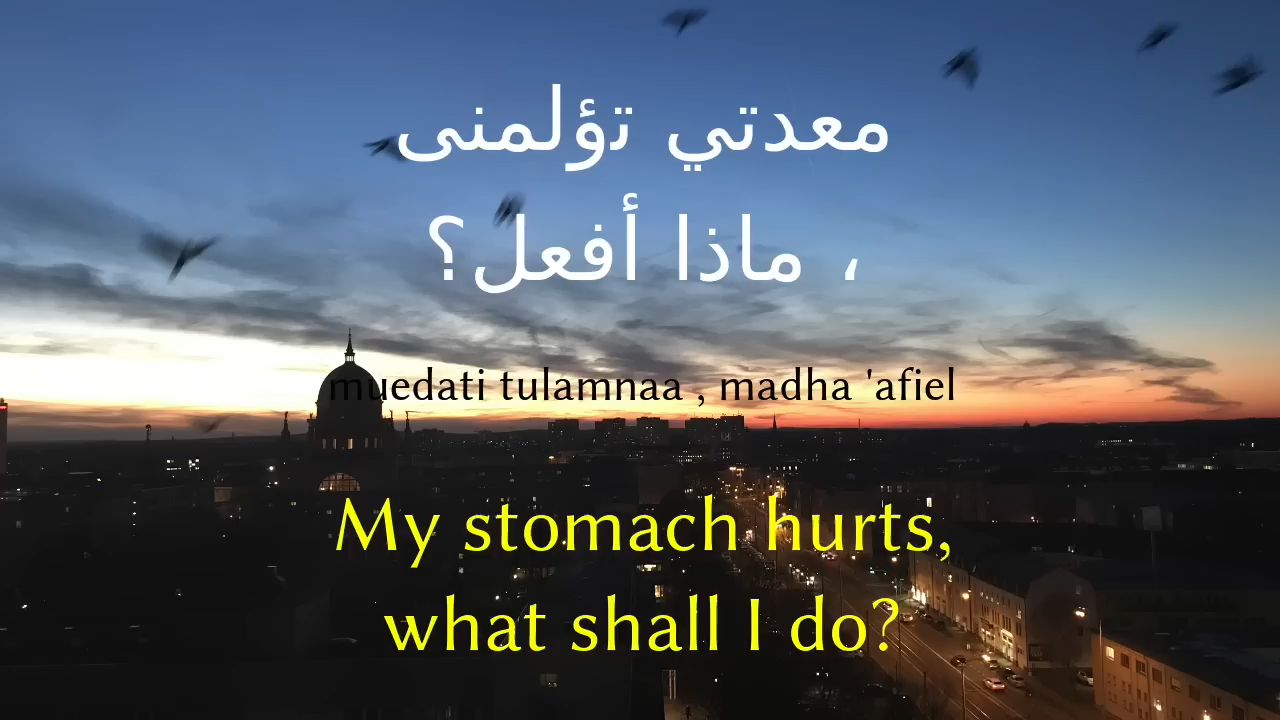 معدتي تؤلمنى
، ماذا أفعل؟
muedati tulamnaa , madha 'afiel
My stomach hurts,
what shall I do?